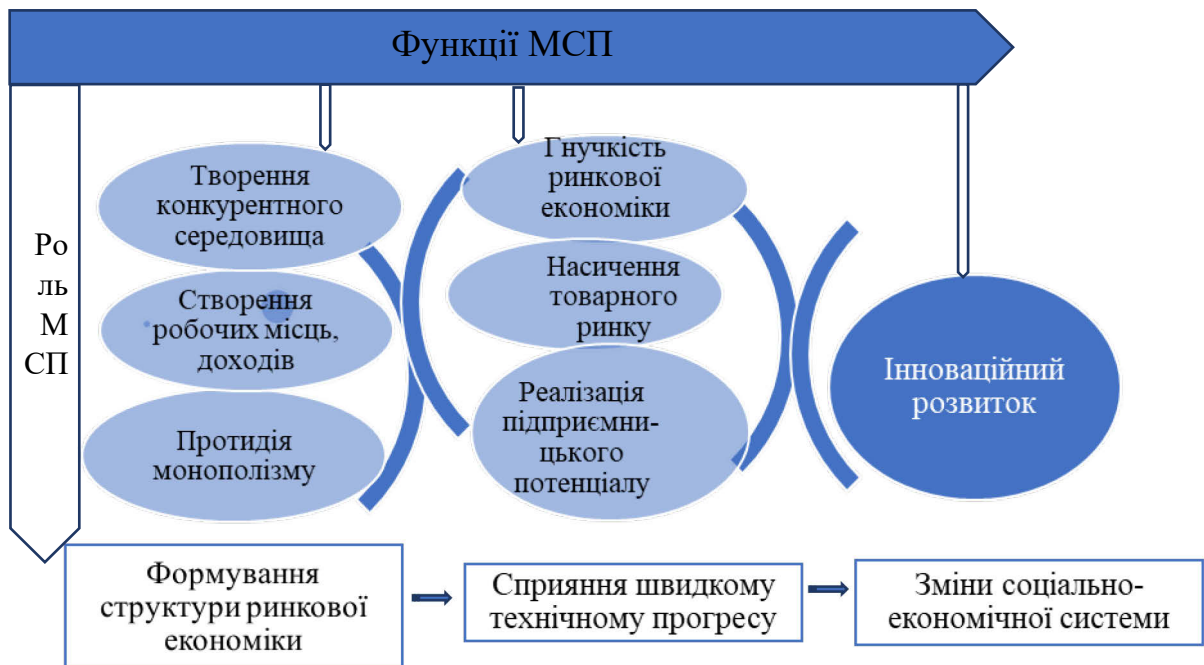 Функції МСП
Ро
ль
М
СП
Творення
конкурентного
середовища
Створення
робочих місць,
доходів
Протидія
монополізму
Гнучкість
ринкової
економіки
Насичення
товарного
ринку
Реалізація
підприємни-
цького
потенціалу
Інноваційний
розвиток
Формування
структури ринкової
економіки
Сприяння швидкому
технічному прогресу
Зміни соціально-
економічної системи